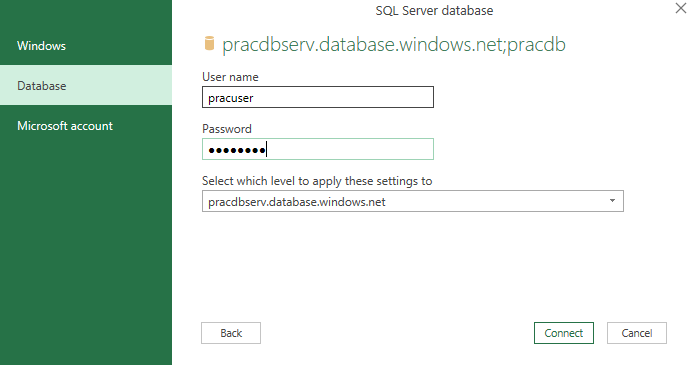 SQL Server database
Windows
Database
Microsoft account
pracdbserv.database.windows.net;pracdb
User name
pracuser
Password
●●●●●●●●
Select which level to apply these settings to
pracdbserv.database.windows.net
Back
Connect
Cancel